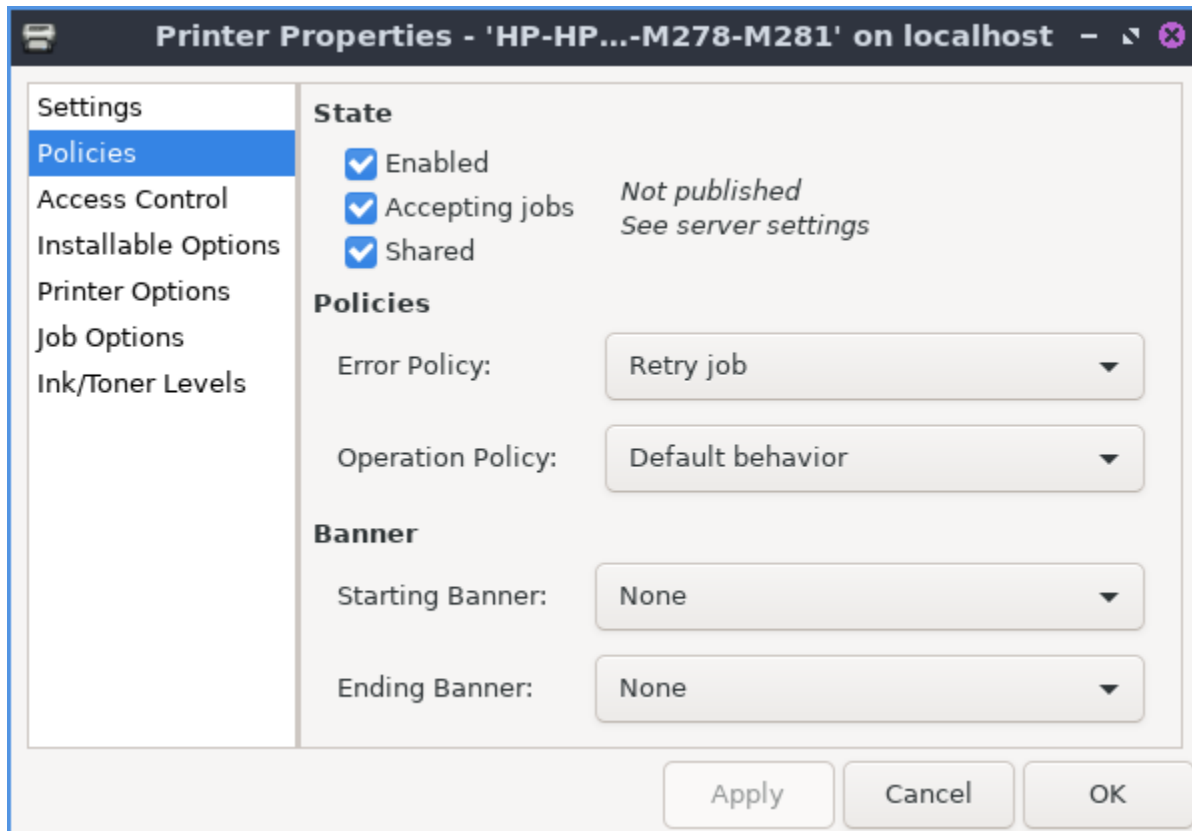 Printer Properties - 'HP-HP...-M278-M281' on localhost
Settings
Policies
Access Control
Installable Options
Printer Options
Job Options
Ink/Toner Levels
State
Enabled
Accepting jobs
Shared
Not published
See server settings
Policies
Error Policy: Retry job
Operation Policy: Default behavior
Banner
Starting Banner: None
Ending Banner: None
Apply Cancel OK